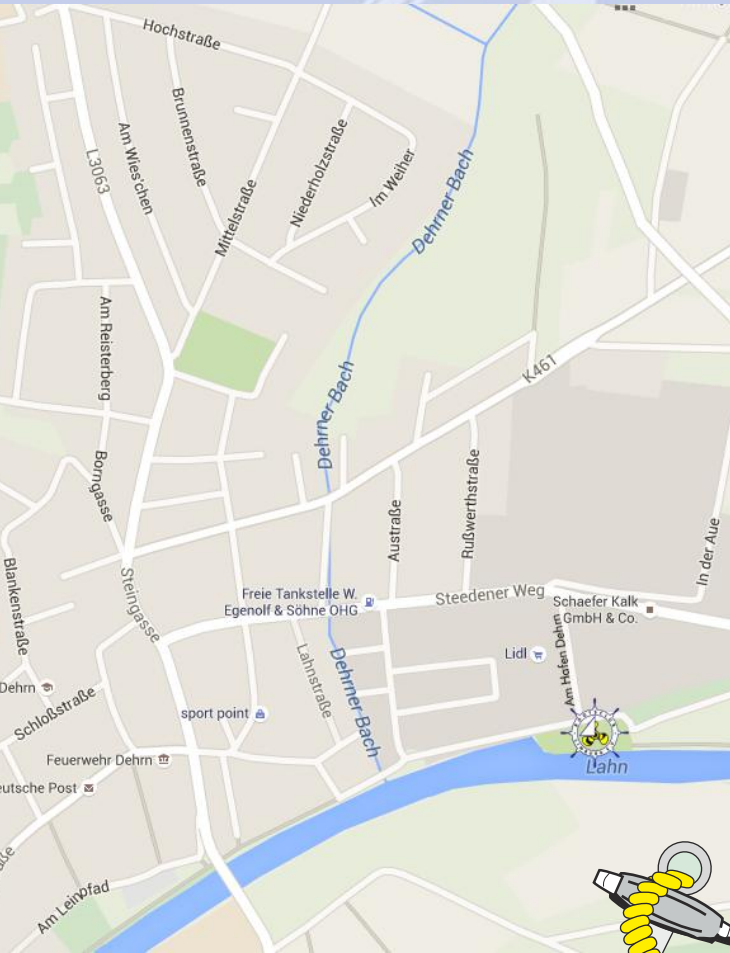 Hochstraße
Brunnenstraße
Am Wies'chen
L3063
Niederholzstraße
Im Weiher
Mittelstraße
Dehrner Bach
Am Reisterberg
K461
Dehrner Bach
Borngasse
Austraße
Rußwerthstraße
In der Aue
Blankenstraße
Steingasse
Freie Tankstelle W.
Egenolf & Söhne OHG
Steedener Weg
Schaefer Kalk
GmbH & Co.
Am Hafen Dehrn
Lahnstraße
Dehrner Bach
Lidl
Dehrn
Schloßstraße
sport point
Feuerwehr Dehrn
eutsche Post
Lahn
aße
Am Leinpfad